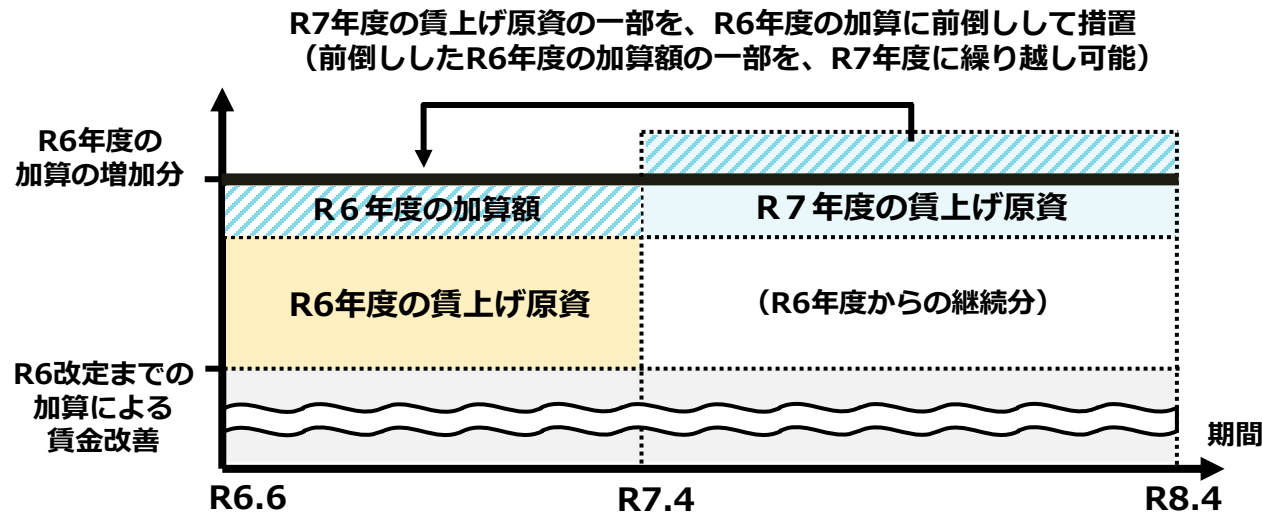 R7年度の賃上げ原資の一部を、R6年度の加算に前倒しして措置
（前倒ししたR6年度の加算額の一部を、R7年度に繰り越し可能）
R6年度の
加算の増加分
R６年度の加算額
R７年度の賃上げ原資
R6年度の賃上げ原資
（R6年度からの継続分）
R6改定までの
加算による
賃金改善
期間
R6.6
R7.4
R8.4